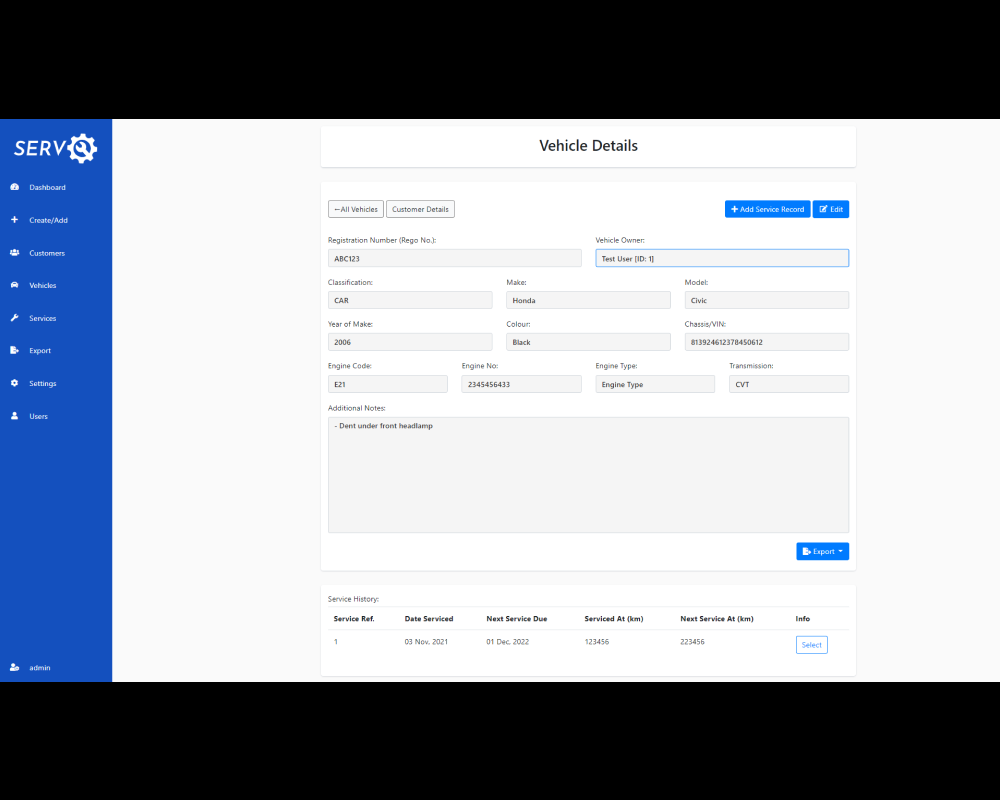 SERV
Vehicle Details
Dashboard
Create/Add
Customers
Vehicles
Services
Export
Settings
Users
admin
←All Vehicles Customer Details Add Service Record Edit
Registration Number (Rego No.): Vehicle Owner:
ABC123 Test User [ID: 1]
Classification: Make: Model:
CAR Honda Civic
Year of Make: Colour: Chassis/VIN:
2006 Black 813924612378450612
Engine Code: Engine No: Engine Type: Transmission:
E21 2345456433 Engine Type CVT
Additional Notes:
- Dent under front headlamp
Export
Service History:
Service Ref. Date Serviced Next Service Due Serviced At (km) Next Service At (km) Info
1 03 Nov, 2021 01 Dec, 2022 123456 223456 Select